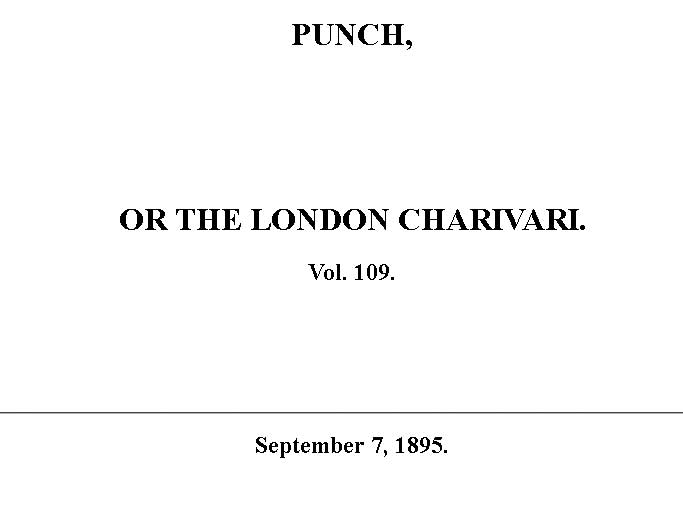 PUNCH,
OR THE LONDON CHARIVARI.
Vol. 109.
September 7, 1895.